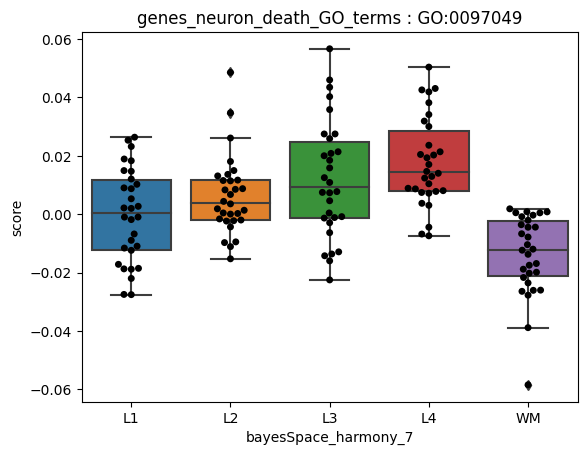 genes_neuron_death_GO_terms : GO:0097049
0.06
0.04
0.02
0.00
−0.02
−0.04
−0.06
score
L1 L2 L3 L4 WM
bayesSpace_harmony_7